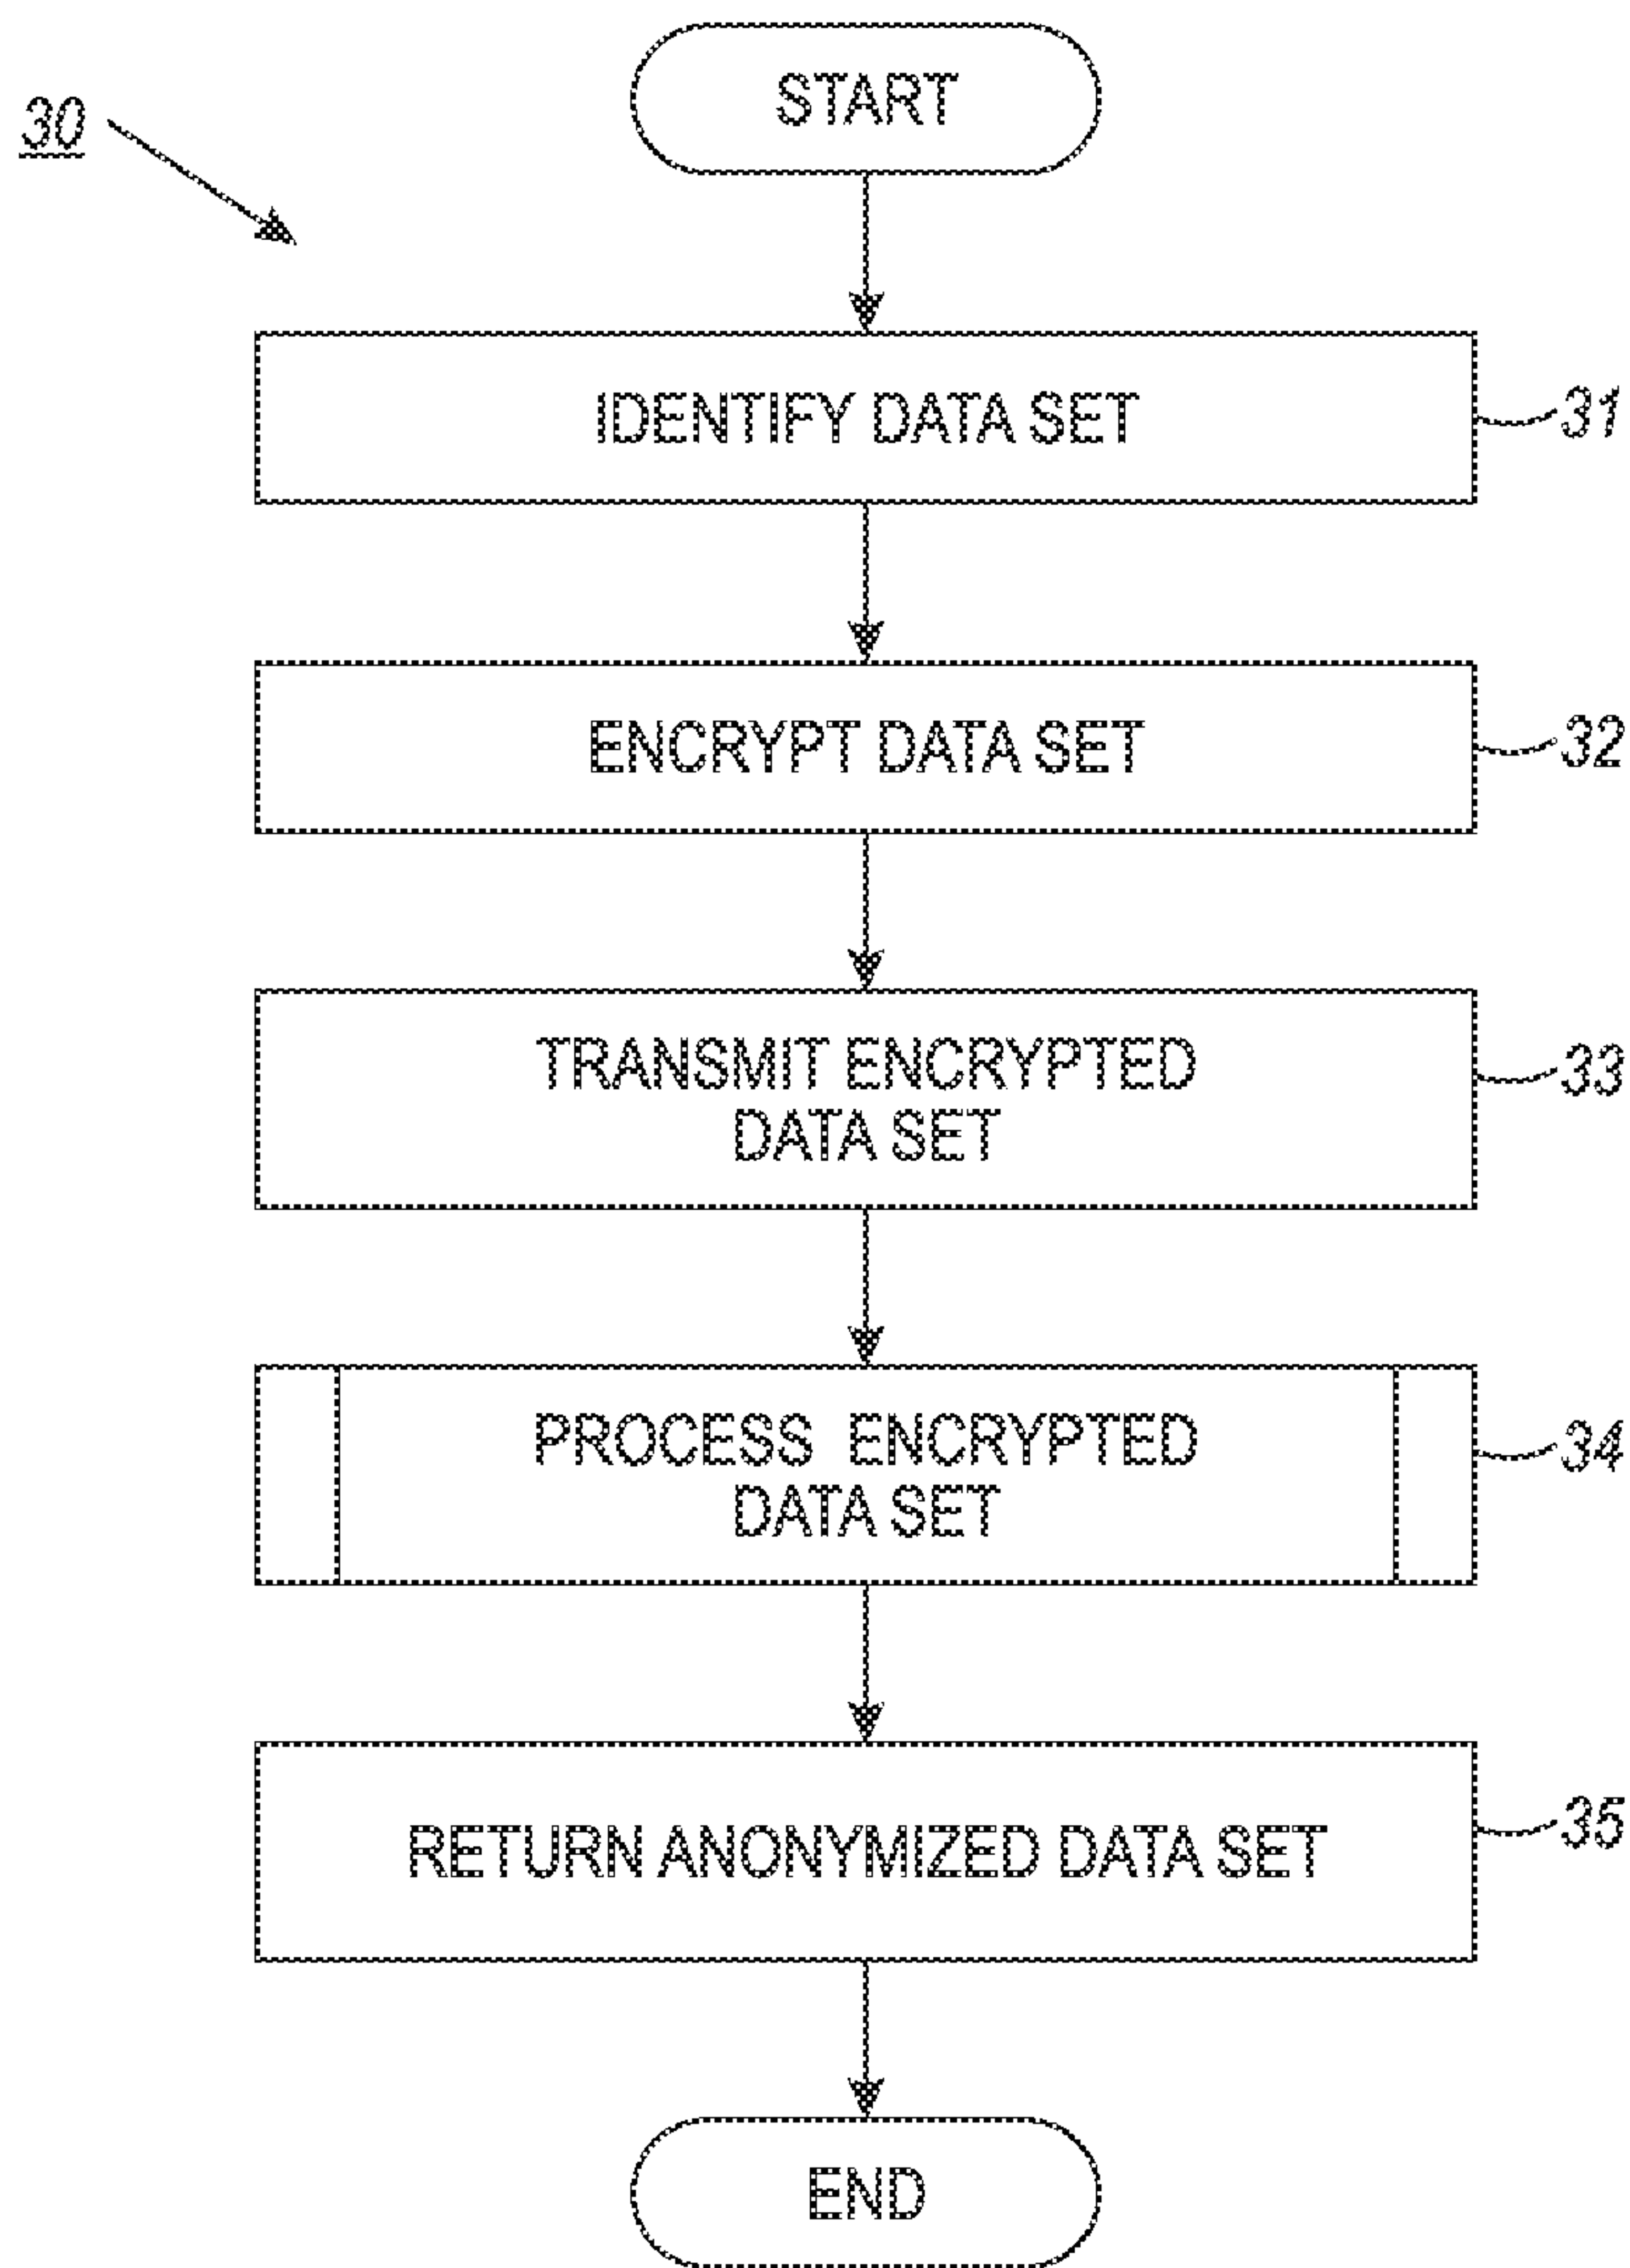 START
30
IDENTIFY DATA SET
31
ENCRYPT DATA SET
32
TRANSMIT ENCRYPTED
DATA SET
33
PROCESS ENCRYPTED
DATA SET
34
RETURN ANONYMIZED DATA SET
35
END